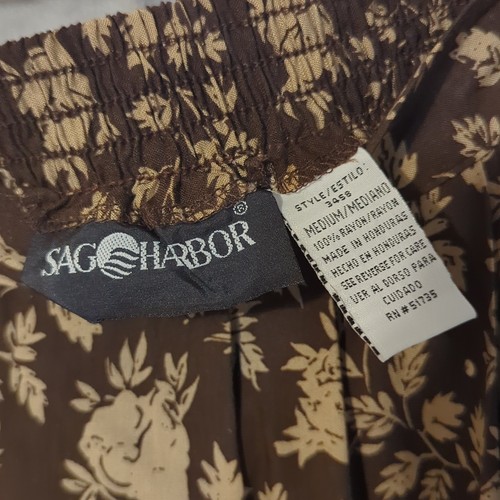 SAG HARBOR®
STYLE/ESTILO:
3458
MEDIUM/MEDIANO
100% RAYON/RAYON
MADE IN HONDURAS
HECHO EN HONDURAS
SEE REVERSE FOR CARE
VER AL DORSO PARA
CUIDADO
RN #51735